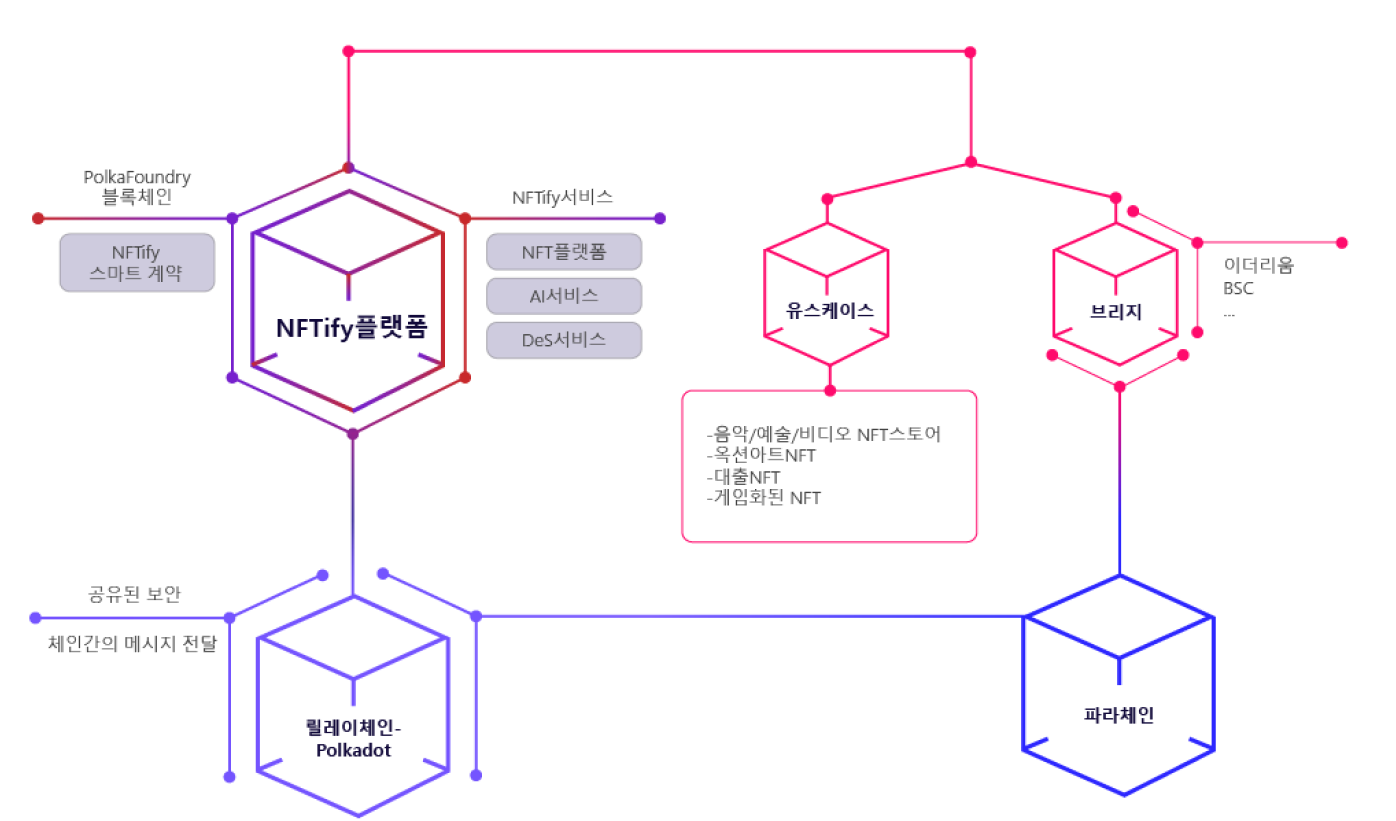 PolkaFoundry
블록체인
NFTify
스마트 계약
NFTify플랫폼
NFTify서비스
NFT플랫폼
AI서비스
DeS서비스
유스케이스
-음악/예술/비디오 NFT스토어
-옥션아트NFT
-대출NFT
-게임화된 NFT
브리지
이더리움
BSC
...
공유된 보안
체인간의 메시지 전달
릴레이체인-
Polkadot
파라체인